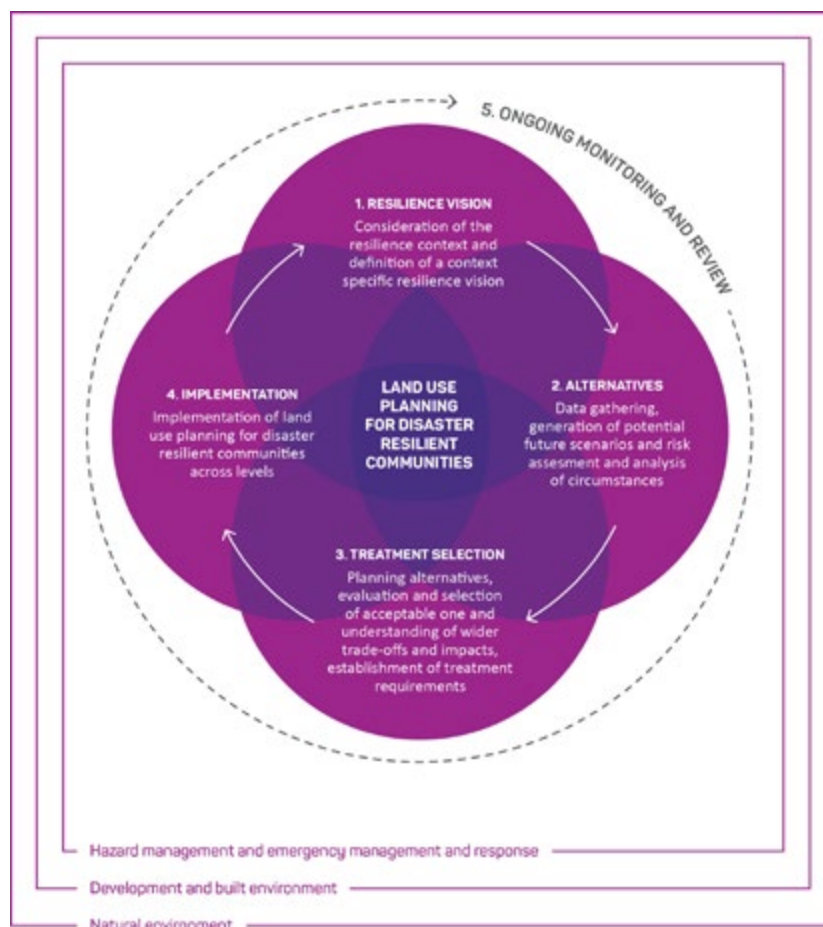 5. ONGOING MONITORING AND REVIEW
1. RESILIENCE VISION
Consideration of the
resilience context and
definition of a context
specific resilience vision
2. ALTERNATIVES
Data gathering,
generation of potential
future scenarios and risk
assesment and analysis
of circumstances
LAND USE
PLANNING
FOR DISASTER
RESILIENT
COMMUNITIES
4. IMPLEMENTATION
Implementation of land
use planning for disaster
resilient communities
across levels
3. TREATMENT SELECTION
Planning alternatives,
evaluation and selection
of acceptable one and
understanding of wider
trade-offs and impacts,
establishment of treatment
requirements
Hazard management and emergency management and response
Development and built environment
Natural environment